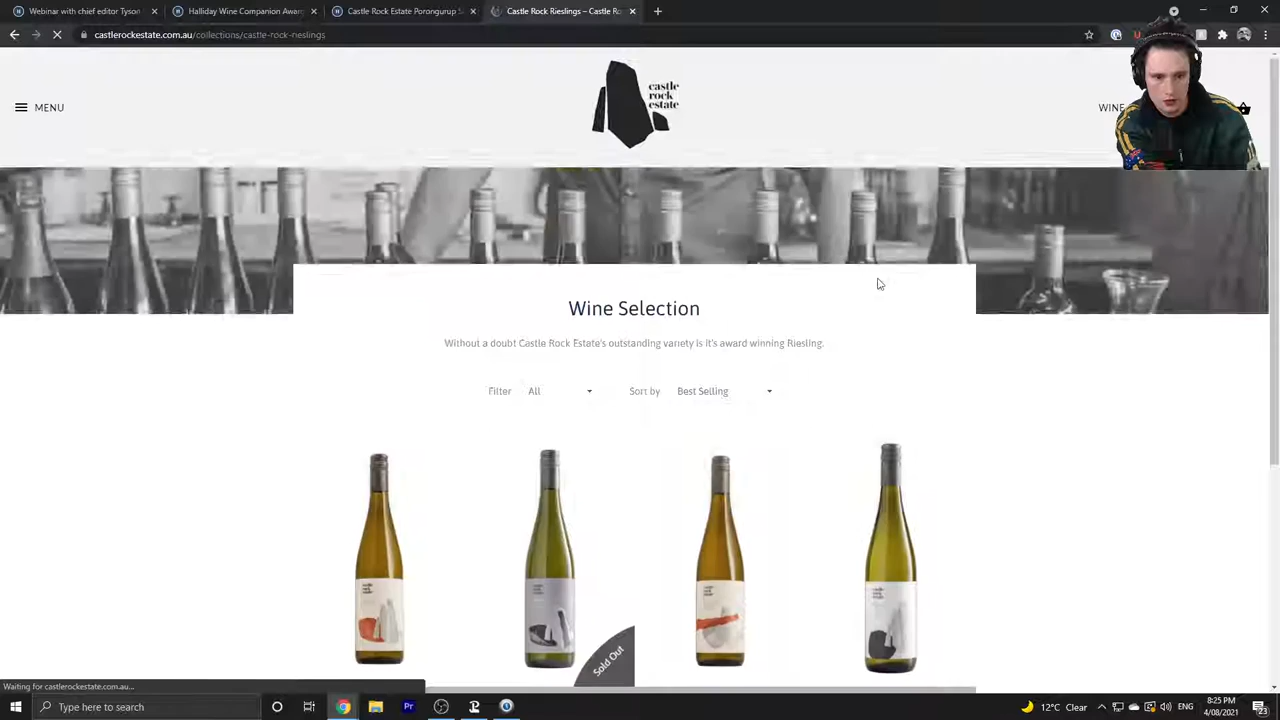 Webinar with chief editor Tyson
Halliday Wine Companion Awar
Castle Rock Estate Porongurup S
Castle Rock Rieslings – Castle Ro
castlerockestate.com.au/collections/castle-rock-rieslings
MENU
castle
rock
estate
WINE
Wine Selection
Without a doubt Castle Rock Estate's outstanding variety is it's award winning Riesling.
Filter All Sort by Best Selling
Sold Out
Waiting for castlerockestate.com.au...
Type here to search
Pr
12°C Clear
8:25 PM
4/08/2021
23